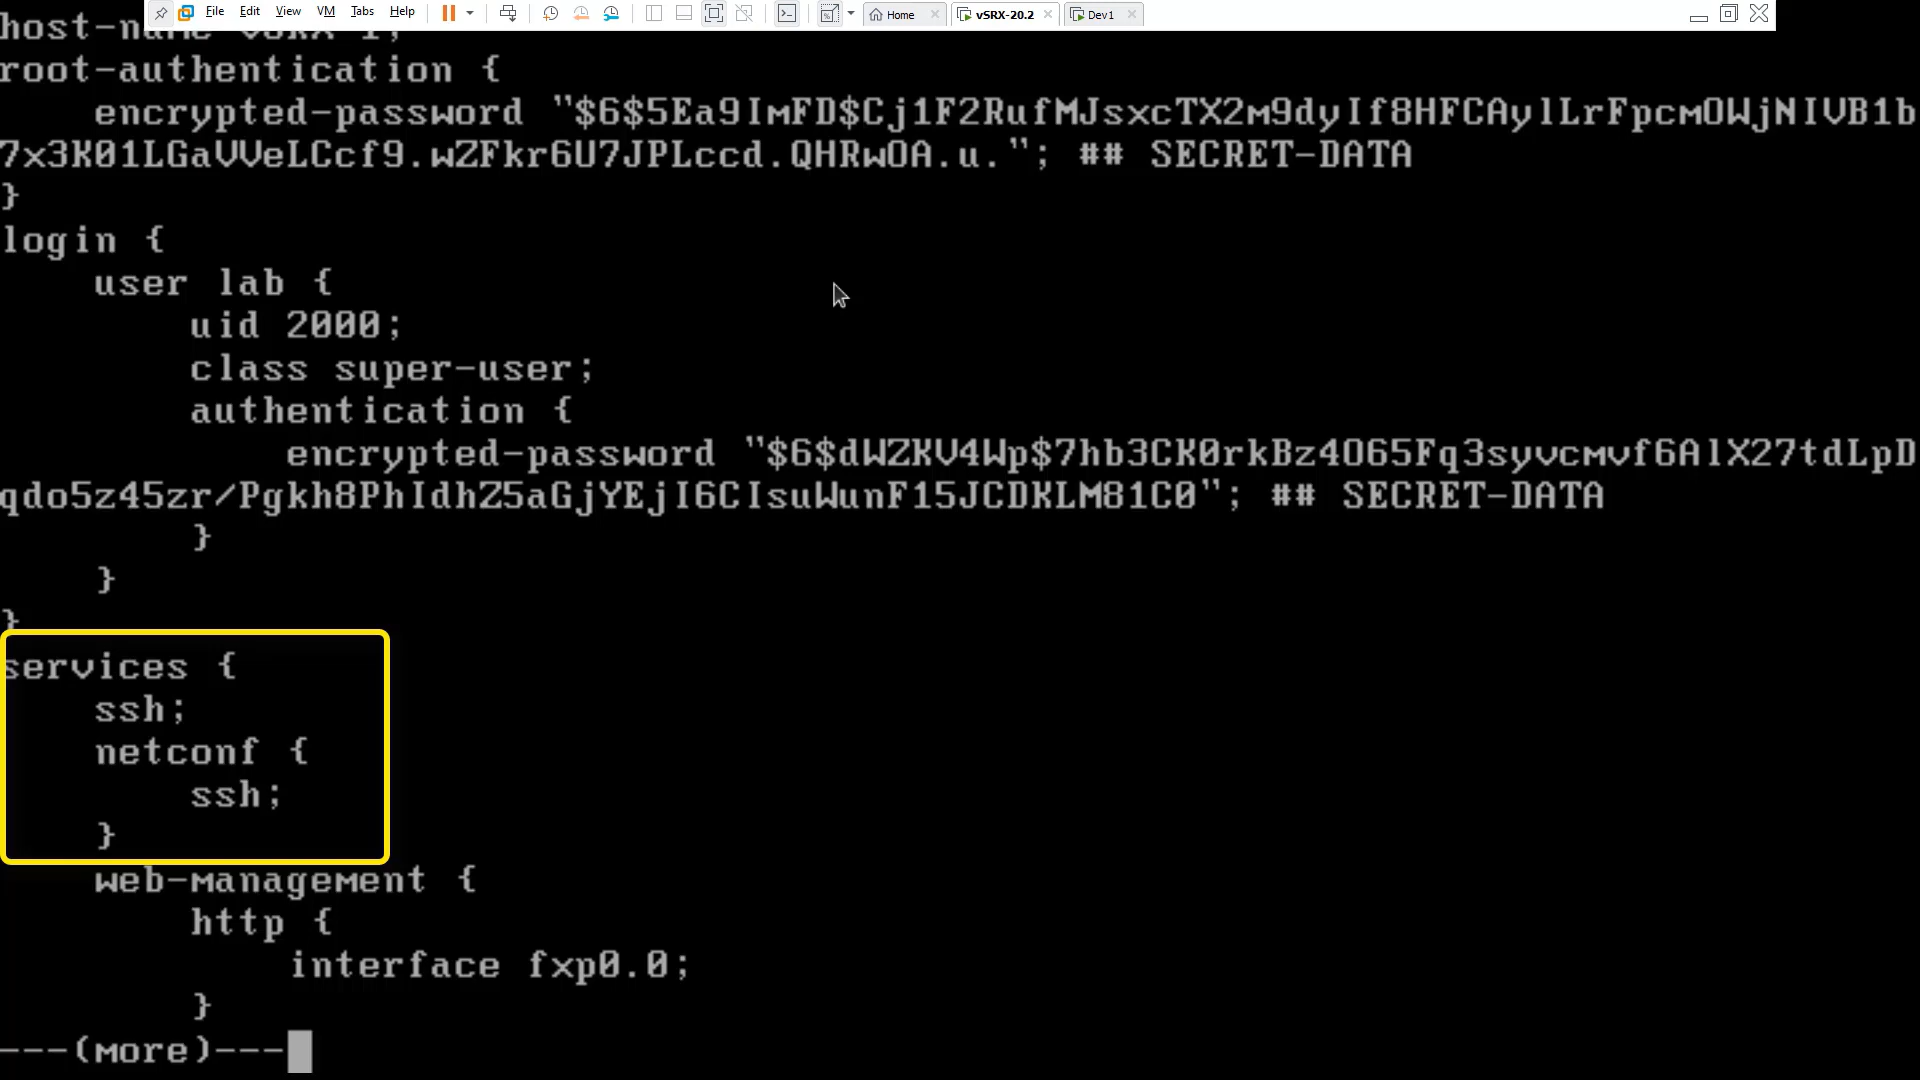 File Edit View VM Tabs Help Home vSRX-20.2 Dev1
root-authentication {
encrypted-password "$6$5Ea9ImFD$Cj1F2RufMJsxcTX2m9dyIf8HFCAylLrFpcmOWjNIVB1b
7x3K01LGaVVeLCcf9.wZFkr6U7JPLccd.QHRwOA.u."; ## SECRET-DATA
}
login {
user lab {
uid 2000;
class super-user;
authentication {
encrypted-password "$6$dWZKV4Wp$7hb3CK0rkBz4O65Fq3syvcmvf6AlX27tdLpD
qdo5z45zr/Pgkh8PhIdhZ5aGjYEjI6CIsuWunF15JCDKLM81C0"; ## SECRET-DATA
}
}
}
services {
ssh;
netconf {
ssh;
}
web-management {
http {
interface fxp0.0;
}
---(more)---